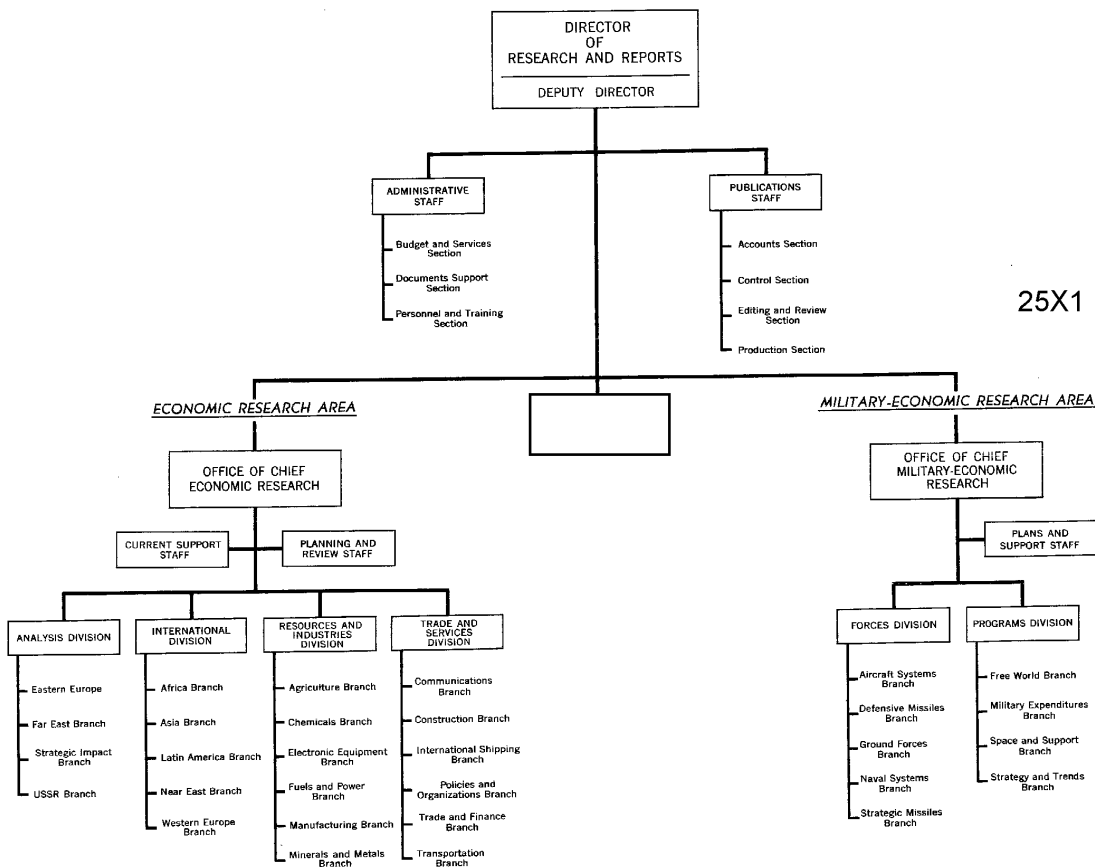 DIRECTOR
OF
RESEARCH AND REPORTS
DEPUTY DIRECTOR
ADMINISTRATIVE
STAFF
Budget and Services
Section
Documents Support
Section
Personnel and Training
Section
PUBLICATIONS
STAFF
Accounts Section
Control Section
Editing and Review
Section
Production Section
25X1
ECONOMIC RESEARCH AREA
OFFICE OF CHIEF
ECONOMIC RESEARCH
CURRENT SUPPORT
STAFF
PLANNING AND
REVIEW STAFF
ANALYSIS DIVISION
Eastern Europe
Far East Branch
Strategic Impact
Branch
USSR Branch
INTERNATIONAL
DIVISION
Africa Branch
Asia Branch
Latin America Branch
Near East Branch
Western Europe
Branch
RESOURCES AND
INDUSTRIES
DIVISION
Agriculture Branch
Chemicals Branch
Electronic Equipment
Branch
Fuels and Power
Branch
Manufacturing Branch
Minerals and Metals
Branch
TRADE AND
SERVICES
DIVISION
Communications
Branch
Construction Branch
International Shipping
Branch
Policies and
Organizations Branch
Trade and Finance
Branch
Transportation
Branch
MILITARY-ECONOMIC RESEARCH AREA
OFFICE OF CHIEF
MILITARY-ECONOMIC
RESEARCH
PLANS AND
SUPPORT STAFF
FORCES DIVISION
Aircraft Systems
Branch
Defensive Missiles
Branch
Ground Forces
Branch
Naval Systems
Branch
Strategic Missiles
Branch
PROGRAMS DIVISION
Free World Branch
Military Expenditures
Branch
Space and Support
Branch
Strategy and Trends
Branch